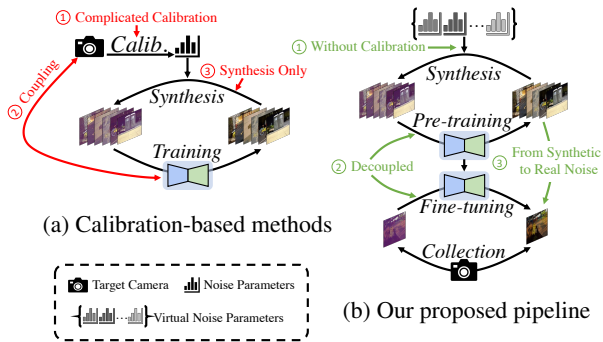 ① Complicated Calibration
Calib.
③ Synthesis Only
Synthesis
② Coupling
Training
(a) Calibration-based methods
Target Camera
Noise Parameters
{ ... } Virtual Noise Parameters
{ ... }
① Without Calibration
Synthesis
Pre-training
② Decoupled
③ From Synthetic
to Real Noise
Fine-tuning
Collection
(b) Our proposed pipeline